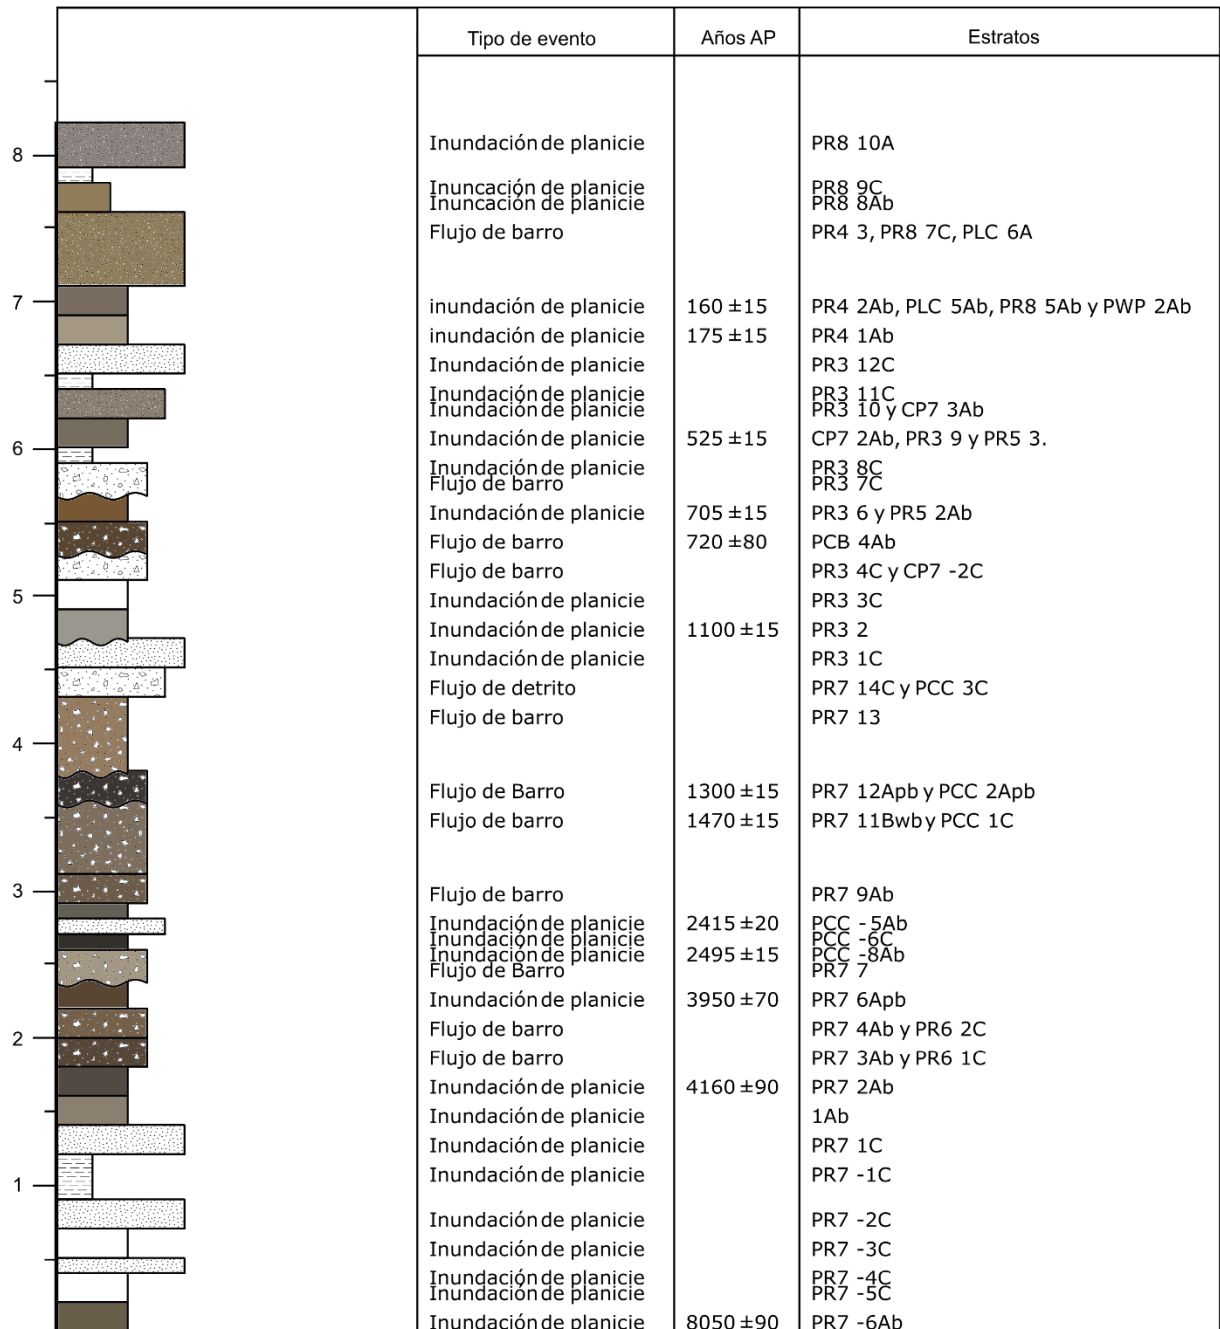 Tipo de evento Años AP Estratos
8 Inundación de planicie PR8 10A
Inuncación de planicie PR8 9C
Inuncación de planicie PR8 8Ab
Flujo de barro PR4 3, PR8 7C, PLC 6A
7 inundación de planicie 160 ±15 PR4 2Ab, PLC 5Ab, PR8 5Ab y PWP 2Ab
inundación de planicie 175 ±15 PR4 1Ab
Inundación de planicie PR3 12C
Inundación de planicie PR3 11C
Inundación de planicie PR3 10 y CP7 3Ab
6 Inundación de planicie 525 ±15 CP7 2Ab, PR3 9 y PR5 3.
Inundación de planicie PR3 8C
Flujo de barro PR3 7C
Inundación de planicie 705 ±15 PR3 6 y PR5 2Ab
Flujo de barro 720 ±80 PCB 4Ab
Flujo de barro PR3 4C y CP7 -2C
5 Inundación de planicie PR3 3C
Inundación de planicie 1100 ±15 PR3 2
Inundación de planicie PR3 1C
Flujo de detrito PR7 14C y PCC 3C
4 Flujo de barro PR7 13
Flujo de Barro 1300 ±15 PR7 12Apb y PCC 2Apb
Flujo de barro 1470 ±15 PR7 11Bwb y PCC 1C
3 Flujo de barro PR7 9Ab
Inundación de planicie 2415 ±20 PCC -5Ab
Inundación de planicie PCC -6C
Inundación de planicie 2495 ±15 PCC -8Ab
Flujo de Barro PR7 7
Inundación de planicie 3950 ±70 PR7 6Apb
2 Flujo de barro PR7 4Ab y PR6 2C
Flujo de barro PR7 3Ab y PR6 1C
Inundación de planicie 4160 ±90 PR7 2Ab
Inundación de planicie 1Ab
Inundación de planicie PR7 1C
1 Inundación de planicie PR7 -1C
Inundación de planicie PR7 -2C
Inundación de planicie PR7 -3C
Inundación de planicie PR7 -4C
Inundación de planicie PR7 -5C
Inundación de planicie 8050 ±90 PR7 -6Ab